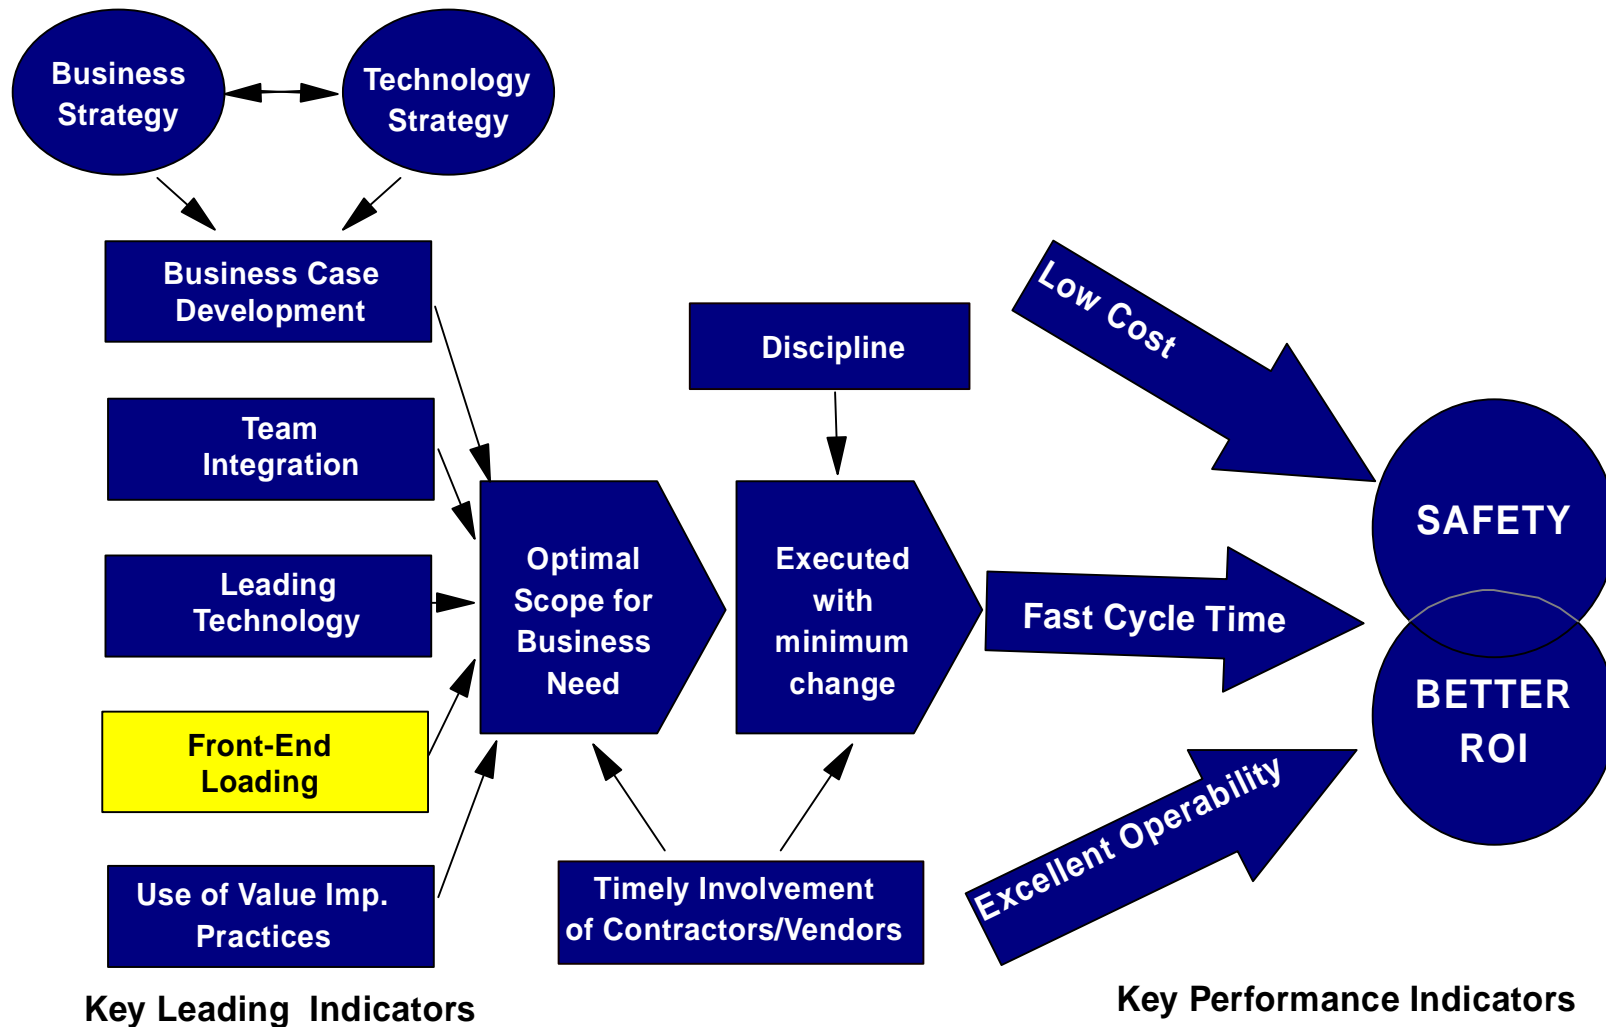 Business
Strategy
Technology
Strategy
Business Case
Development
Team
Integration
Leading
Technology
Front-End
Loading
Use of Value Imp.
Practices
Key Leading  Indicators
Optimal
Scope for
Business
Need
Discipline
Executed
with
minimum
change
Timely Involvement
of Contractors/Vendors
Low Cost
Fast Cycle Time
Excellent Operability
SAFETY
BETTER
ROI
Key Performance Indicators